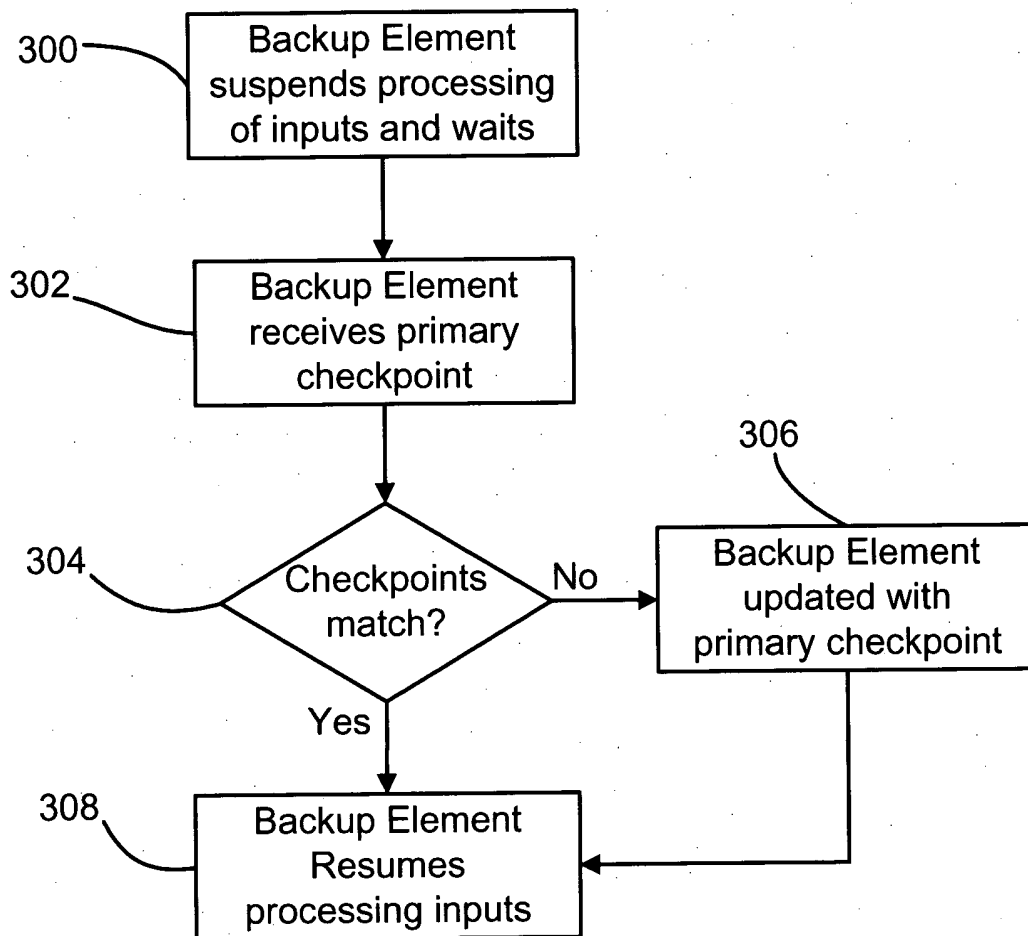 300
Backup Element
suspends processing
of inputs and waits
302
Backup Element
receives primary
checkpoint
304
Checkpoints
match?
No
306
Backup Element
updated with
primary checkpoint
Yes
308
Backup Element
Resumes
processing inputs